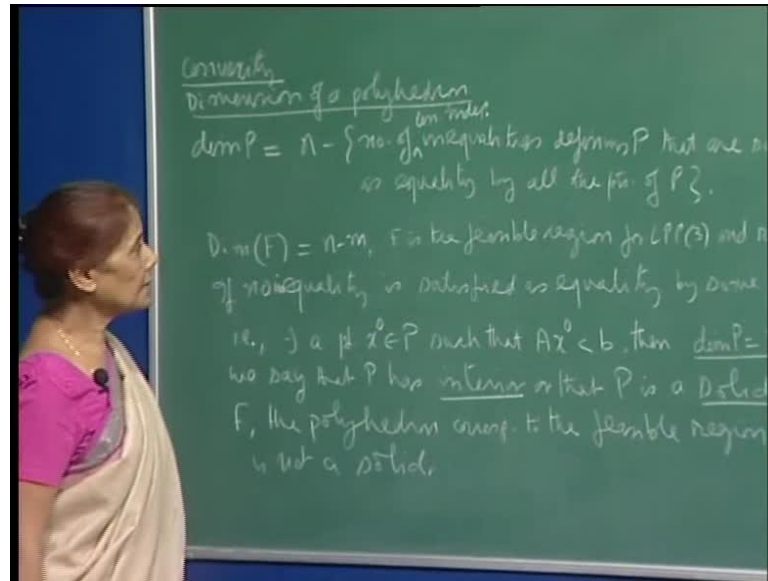 Convexity
Dimension of a polyhedron
lin indep.
dim P = n - { no. of inequalities defining P that are
as equality by all the pts. of P }.
Dim(F) = n-m, F is the feasible region for LPP(3) and
If no inequality is satisfied as equality by some
i.e., ∃ a pt x⁰ ∈ P such that Ax⁰ < b, then dim P =
we say that P has interior or that P is a Solid
F, the polyhedron corresp. to the feasible region
is not a solid.